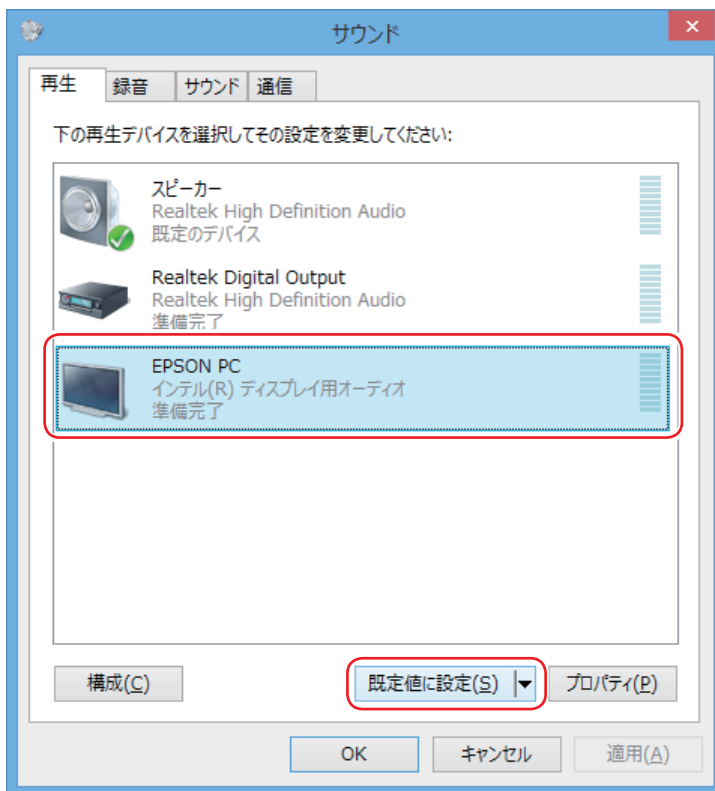 サウンド
再生 録音 サウンド 通信
下の再生デバイスを選択してその設定を変更してください:
スピーカー
Realtek High Definition Audio
既定のデバイス
Realtek Digital Output
Realtek High Definition Audio
準備完了
EPSON PC
インテル(R) ディスプレイ用オーディオ
準備完了
構成(C) 既定値に設定(S) プロパティ(P)
OK キャンセル 適用(A)